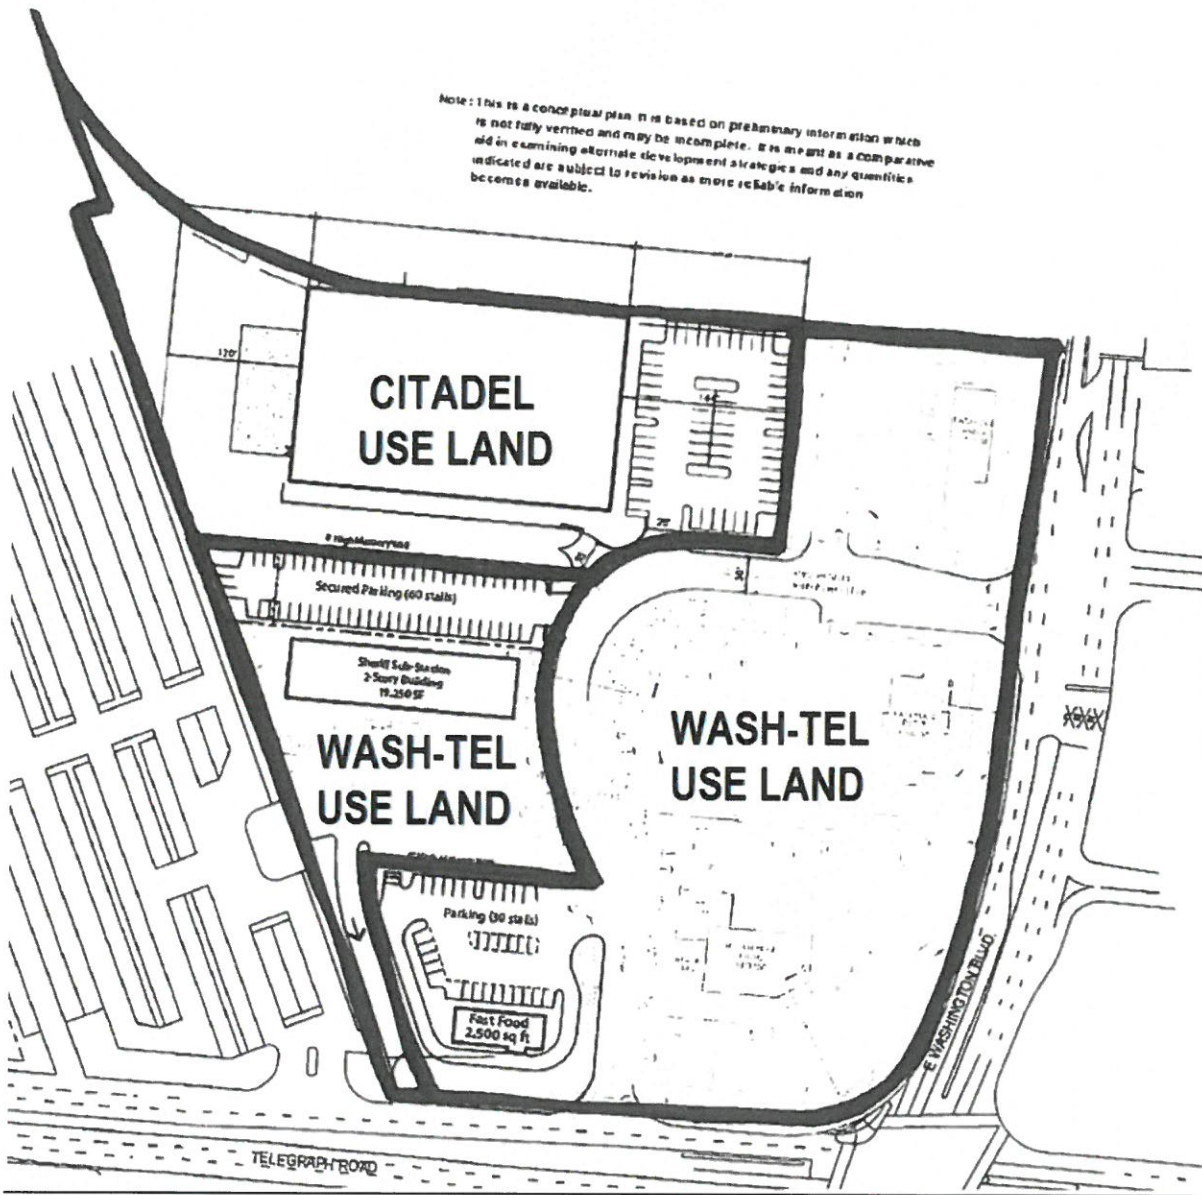 Note: This is a conceptual plan. It is based on preliminary information which
is not fully verified and may be incomplete. It is meant as a comparative
aid in examining alternate development strategies and any quantities
indicated are subject to revision as more reliable information
becomes available.
120'
CITADEL
USE LAND
Secured Parking (60 stalls)
30'
Sheriff Sub-Station
2-Story Building
19,250 SF
WASH-TEL
USE LAND
WASH-TEL
USE LAND
Parking (30 stalls)
Fast Food
2,500 sq ft
E WASHINGTON BLVD.
TELEGRAPH ROAD